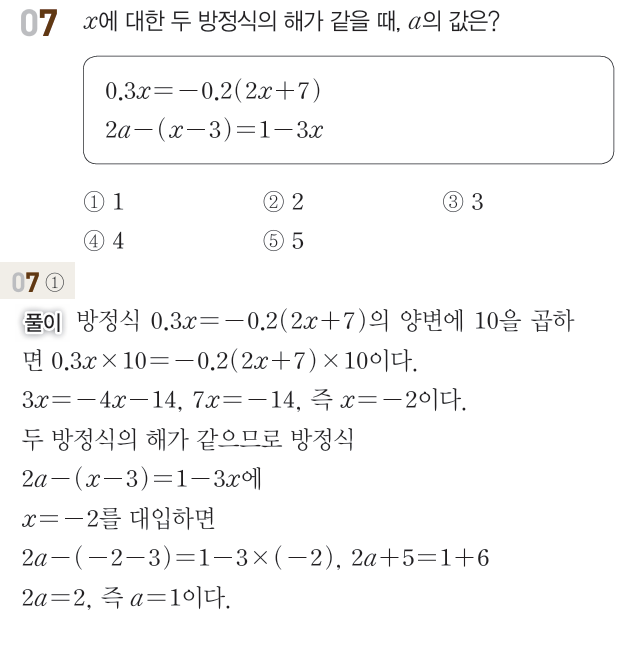 07 x에 대한 두 방정식의 해가 같을 때, a의 값은?
0.3x=-0.2(2x+7)
2a-(x-3)=1-3x
① 1 ② 2 ③ 3
④ 4 ⑤ 5
07 ①
풀이 방정식 0.3x=-0.2(2x+7)의 양변에 10을 곱하
면 0.3x×10=-0.2(2x+7)×10이다.
3x=-4x-14, 7x=-14, 즉 x=-2이다.
두 방정식의 해가 같으므로 방정식
2a-(x-3)=1-3x에
x=-2를 대입하면
2a-(-2-3)=1-3×(-2), 2a+5=1+6
2a=2, 즉 a=1이다.